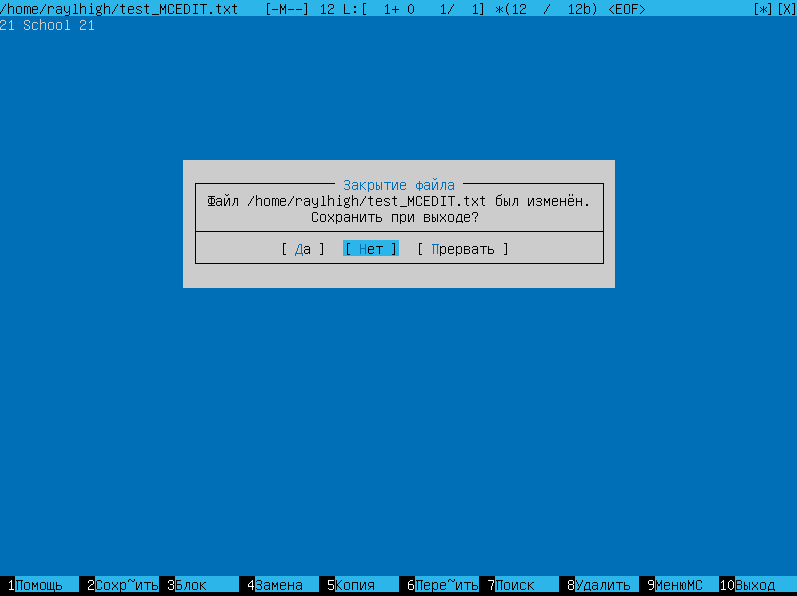 /home/raylhigh/test_MCEDIT.txt [-M--] 12 L:[ 1+ 0 1/ 1] *(12 / 12b) <EOF> [*][X]
21 School 21
Закрытие файла
Файл /home/raylhigh/test_MCEDIT.txt был изменён.
Сохранить при выходе?
[ Да ] [ Нет ] [ Прервать ]
1Помощь 2Сохр~ить 3Блок 4Замена 5Копия 6Пере~ить 7Поиск 8Удалить 9МенюMC 10Выход